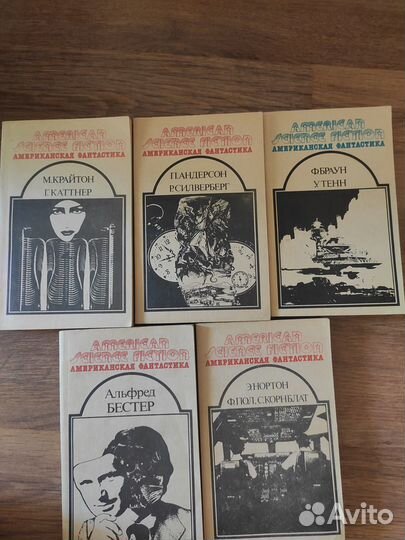 AMERICAN
SCIENCE FICTION
АМЕРИКАНСКАЯ ФАНТАСТИКА
М.КРАЙТОН
Г.КАТТНЕР
AMERICAN
SCIENCE FICTION
АМЕРИКАНСКАЯ ФАНТАСТИКА
П.АНДЕРСОН
Р.СИЛВЕРБЕРГ
AMERICAN
SCIENCE FICTION
АМЕРИКАНСКАЯ ФАНТАСТИКА
Ф.БРАУН
У.ТЕНН
AMERICAN
SCIENCE FICTION
АМЕРИКАНСКАЯ ФАНТАСТИКА
Альфред
БЕСТЕР
AMERICAN
SCIENCE FICTION
АМЕРИКАНСКАЯ ФАНТАСТИКА
Э.НОРТОН
Ф.ПОЛ, С.КОРНБЛАТ
Avito